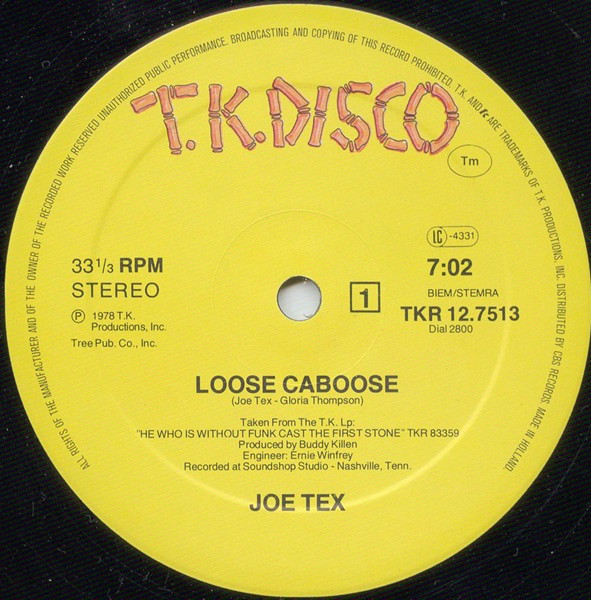 ALL RIGHTS OF THE MANUFACTURER AND OF THE OWNER OF THE RECORDED WORK RESERVED UNAUTHORIZED PUBLIC PERFORMANCE, BROADCASTING AND COPYING OF THIS RECORD PROHIBITED. T.K. AND fc ARE TRADEMARKS OF T.K. PRODUCTIONS, INC. DISTRIBUTED BY CBS RECORDS. MADE IN HOLLAND
T.K.DISCO
Tm
LC -4331
33 1/3 RPM
STEREO
Ⓟ 1978 T.K.
Productions, Inc.
Tree Pub. Co., Inc.
1
7:02
BIEM/STEMRA
TKR 12.7513
Dial 2800
LOOSE CABOOSE
(Joe Tex - Gloria Thompson)
Taken From The T.K. Lp:
"HE WHO IS WITHOUT FUNK CAST THE FIRST STONE" TKR 83359
Produced by Buddy Killen
Engineer: Ernie Winfrey
Recorded at Soundshop Studio - Nashville, Tenn.
JOE TEX